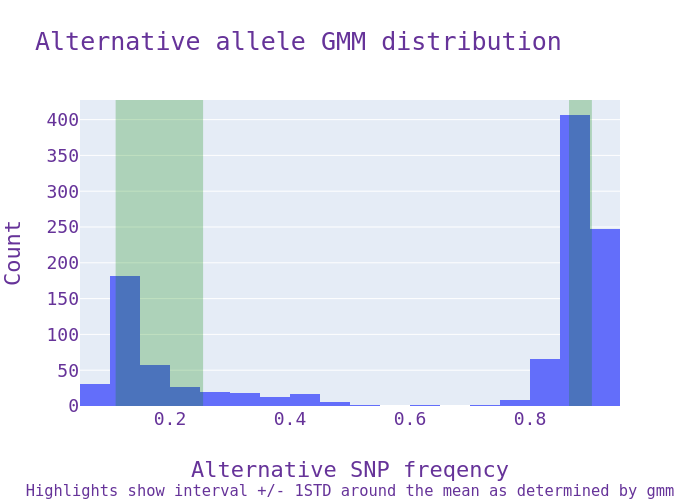 Alternative allele GMM distribution
400
350
300
250
200
150
100
50
0
Count
0.2 0.4 0.6 0.8
Alternative SNP freqency
Highlights show interval +/- 1STD around the mean as determined by gmm